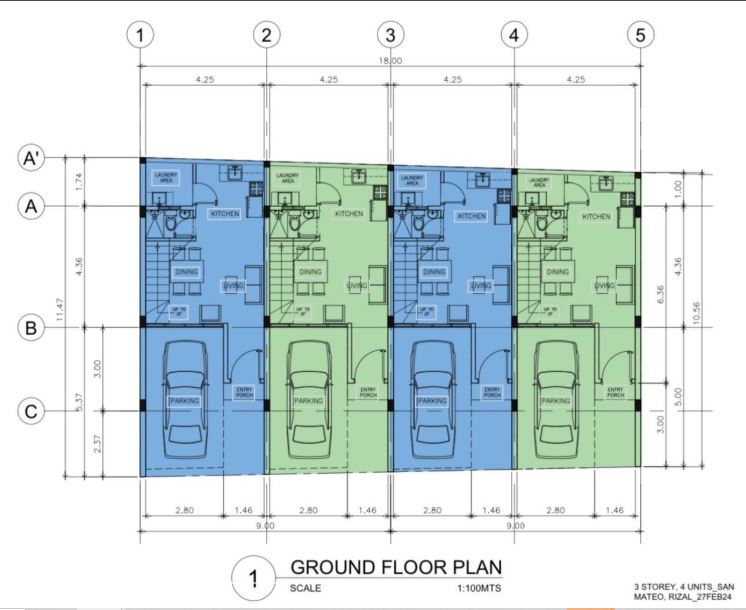 1 2 3 4 5
18.00
4.25 4.25 4.25 4.25
A'
1.74
1.00
LAUNDRY
AREA
LAUNDRY
AREA
LAUNDRY
AREA
LAUNDRY
AREA
A
KITCHEN KITCHEN KITCHEN KITCHEN
4.36
DINING DINING DINING DINING
LIVING LIVING LIVING LIVING
6.36
4.36
11.47
10.56
UP TO
2F
UP TO
2F
UP TO
2F
UP TO
2F
B
3.00
PARKING PARKING PARKING PARKING
ENTRY
PORCH
ENTRY
PORCH
ENTRY
PORCH
ENTRY
PORCH
5.37
C
2.37
5.00
3.00
2.80 1.46 2.80 1.46 2.80 1.46 2.80 1.46
9.00 9.00
1 GROUND FLOOR PLAN
SCALE 1:100MTS
3 STOREY, 4 UNITS_SAN
MATEO, RIZAL_27FEB24